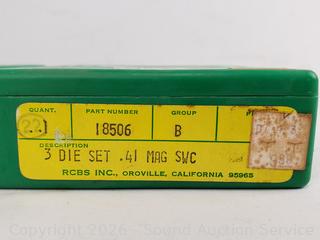 QUANT. PART NUMBER GROUP
18506 B
DESCRIPTION
3 DIE SET .41 MAG SWC
RCBS INC., OROVILLE, CALIFORNIA 95965
Copyright 2026 - Sound Auction Service